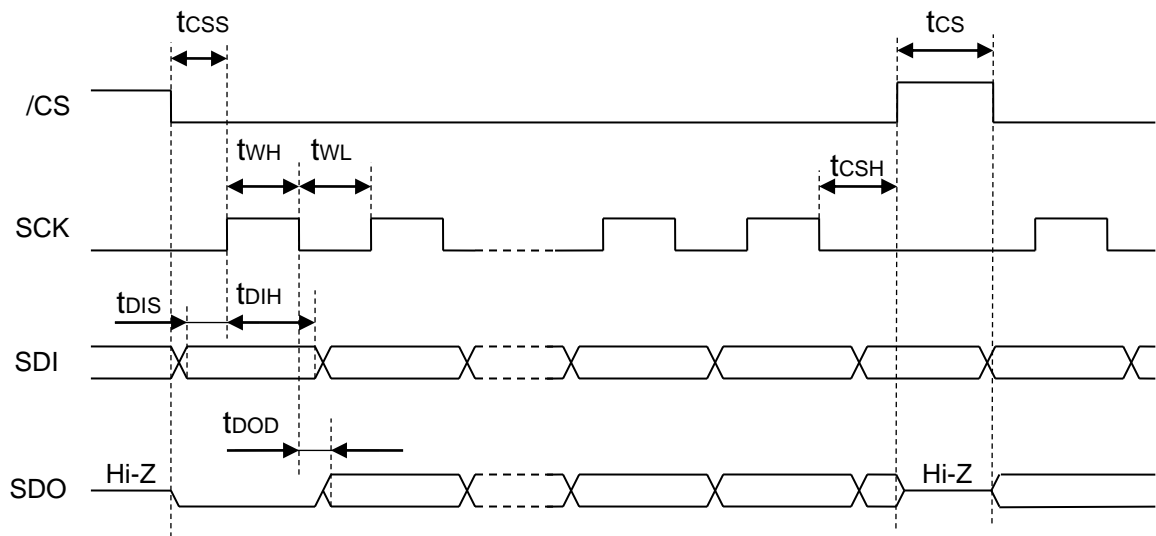 tCSS
tCS
/CS
tWH
tWL
tCSH
SCK
tDIS
tDIH
SDI
tDOD
Hi-Z
Hi-Z
SDO